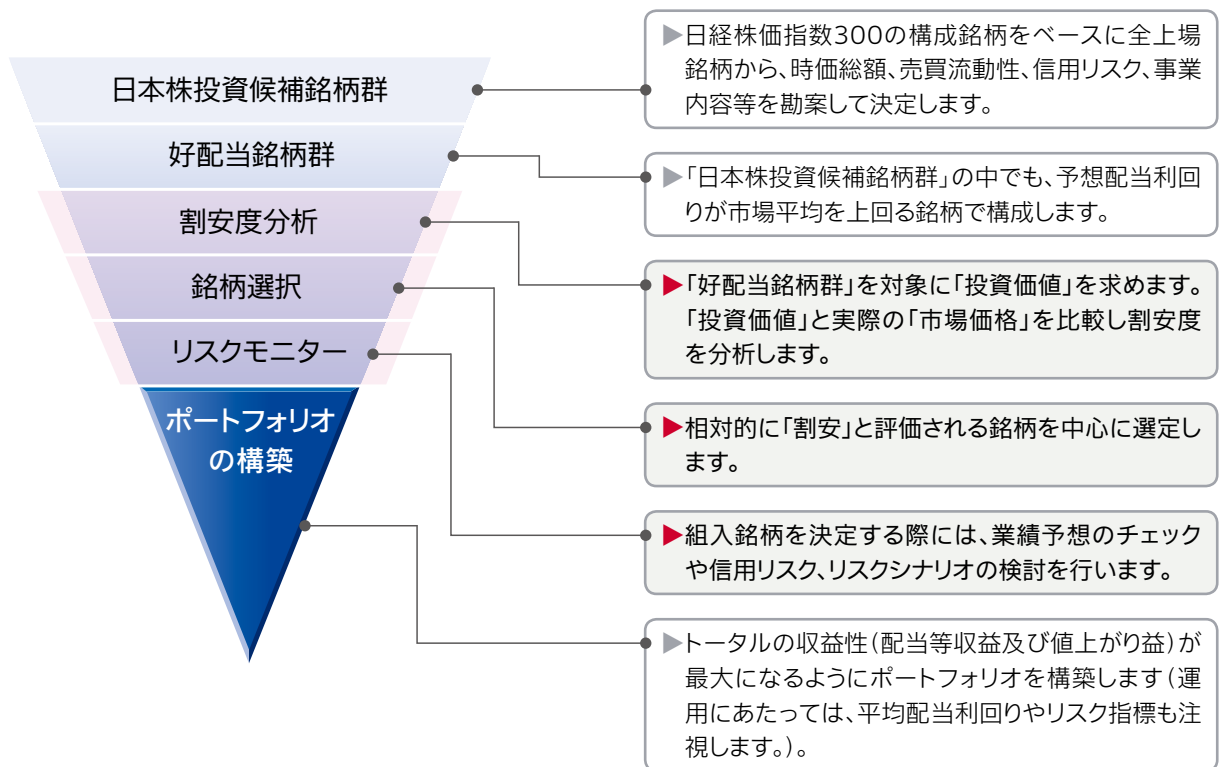 日本株投資候補銘柄群
▶日経株価指数300の構成銘柄をベースに全上場
銘柄から、時価総額、売買流動性、信用リスク、事業
内容等を勘案して決定します。
好配当銘柄群
▶「日本株投資候補銘柄群」の中でも、予想配当利回
りが市場平均を上回る銘柄で構成します。
割安度分析
▶「好配当銘柄群」を対象に「投資価値」を求めます。
「投資価値」と実際の「市場価格」を比較し割安度
を分析します。
銘柄選択
▶相対的に「割安」と評価される銘柄を中心に選定し
ます。
リスクモニター
▶組入銘柄を決定する際には、業績予想のチェック
や信用リスク、リスクシナリオの検討を行います。
ポートフォリオ
の構築
▶トータルの収益性（配当等収益及び値上がり益）が
最大になるようにポートフォリオを構築します（運
用にあたっては、平均配当利回りやリスク指標も注
視します。）。